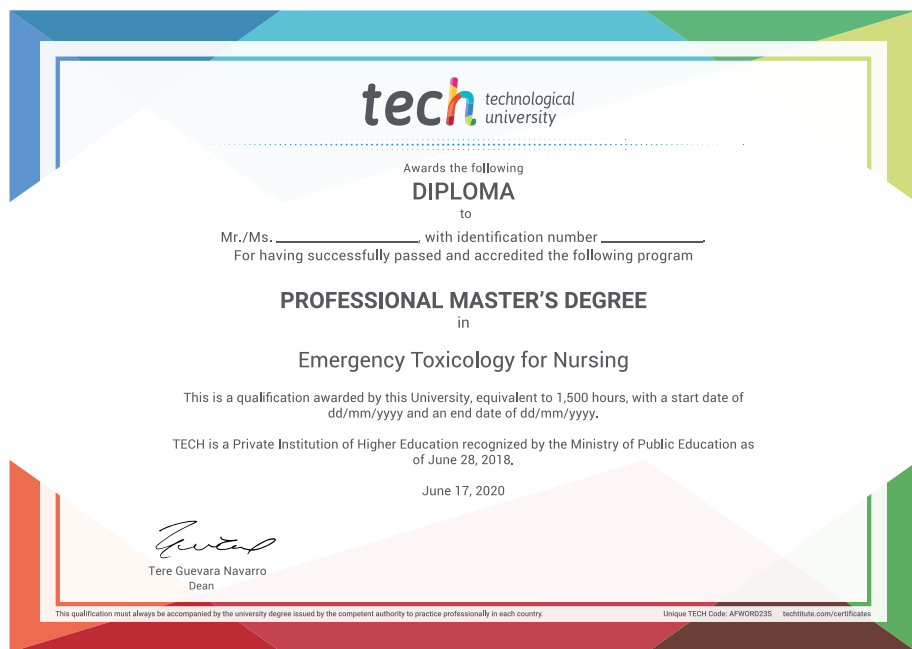 tech technological
university
Awards the following
DIPLOMA
to
Mr./Ms. ____________________, with identification number ______________.
For having successfully passed and accredited the following program
PROFESSIONAL MASTER'S DEGREE
in
Emergency Toxicology for Nursing
This is a qualification awarded by this University, equivalent to 1,500 hours, with a start date of
dd/mm/yyyy and an end date of dd/mm/yyyy.
TECH is a Private Institution of Higher Education recognized by the Ministry of Public Education as
of June 28, 2018.
June 17, 2020
Tere Guevara Navarro
Dean
This qualification must always be accompanied by the university degree issued by the competent authority to practice professionally in each country. Unique TECH Code: AFWORD23S techtitute.com/certificates